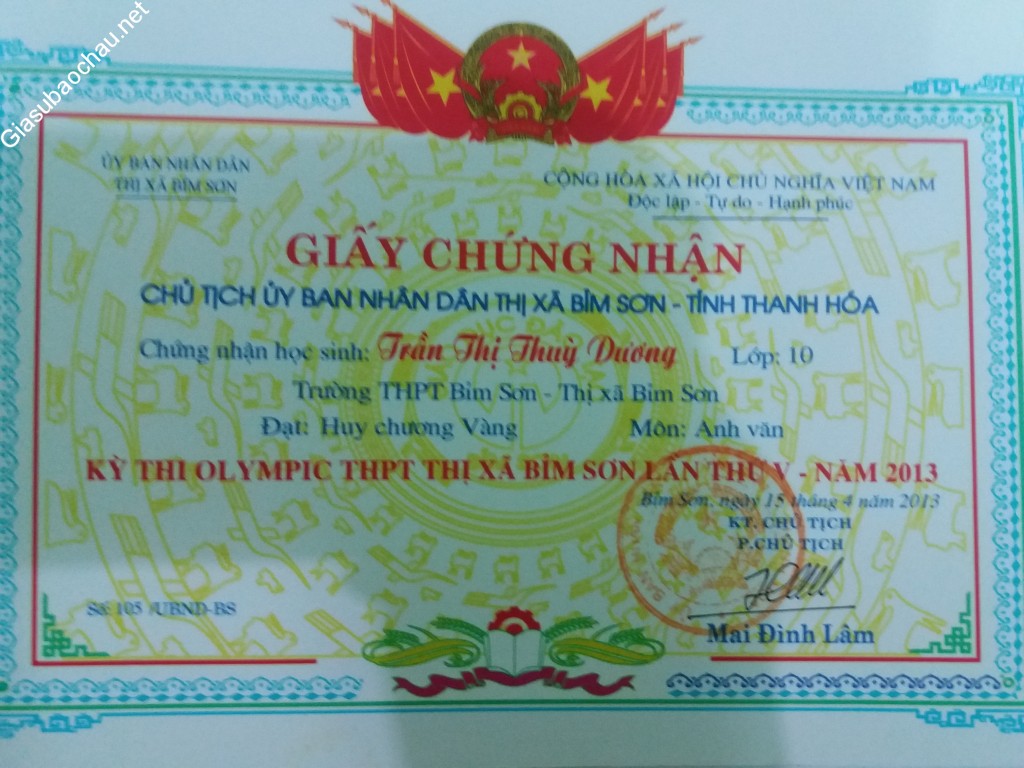 Giasubaochau.net
ỦY BAN NHÂN DÂN
THỊ XÃ BỈM SƠN
CỘNG HÒA XÃ HỘI CHỦ NGHĨA VIỆT NAM
Độc lập - Tự do - Hạnh phúc
GIẤY CHỨNG NHẬN
CHỦ TỊCH ỦY BAN NHÂN DÂN THỊ XÃ BỈM SƠN - TỈNH THANH HÓA
Chứng nhận học sinh: Trần Thị Thuỳ Dương Lớp: 10
Trường THPT Bỉm Sơn - Thị xã Bỉm Sơn
Đạt: Huy chương Vàng Môn: Anh văn
KỲ THI OLYMPIC THPT THỊ XÃ BỈM SƠN LẦN THỨ V - NĂM 2013
Bỉm Sơn, ngày 15 tháng 4 năm 2013
KT. CHỦ TỊCH
P.CHỦ TỊCH
Số: 105 /UBND-BS
Mai Đình Lâm